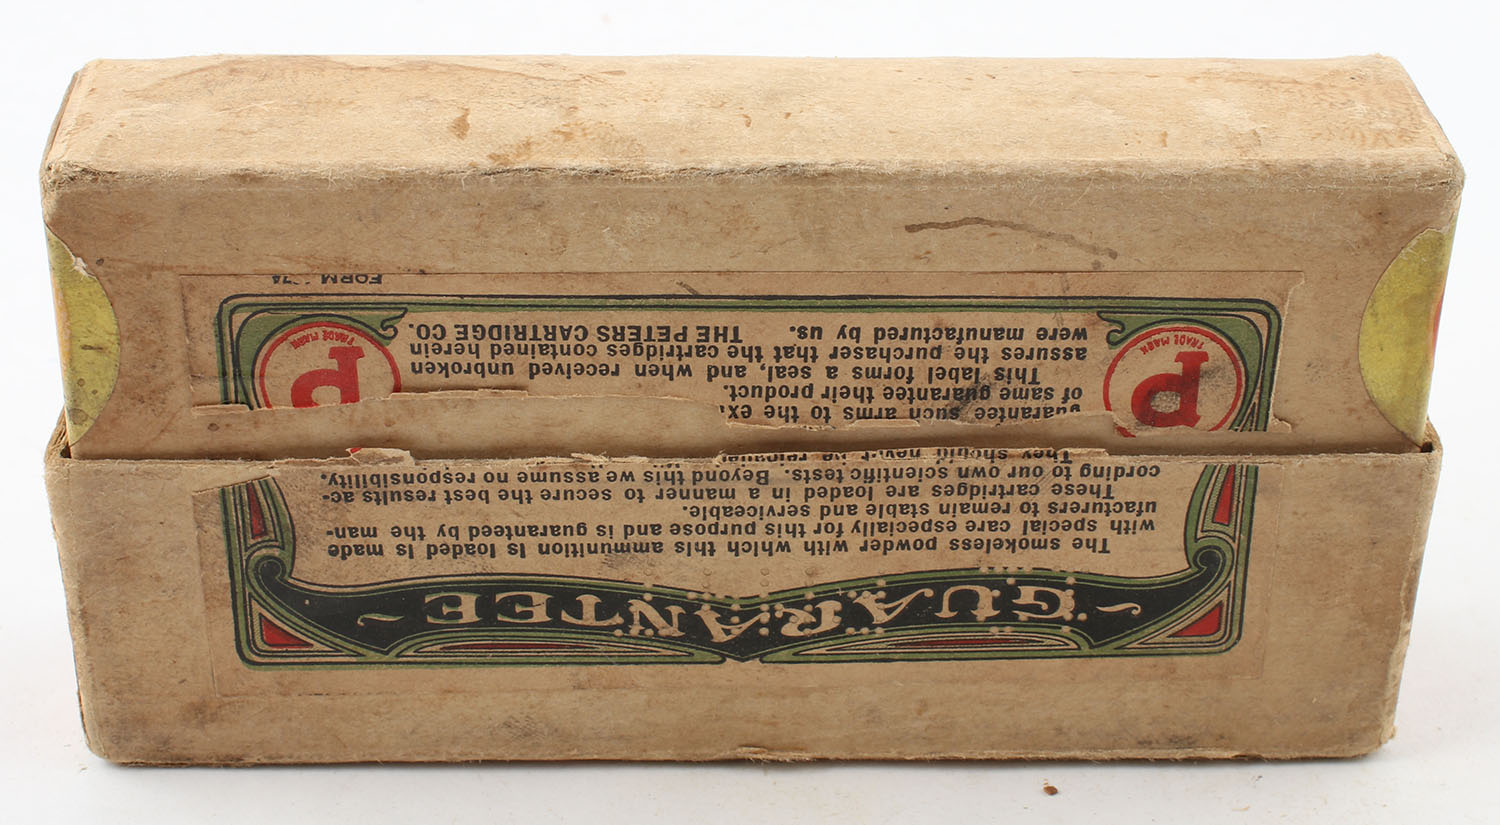 GUARANTEE
The smokeless powder with which this ammunition is loaded is made
with special care especially for this purpose and is guaranteed by the man-
ufacturers to remain stable and serviceable.
These cartridges are loaded in a manner to secure the best results ac-
cording to our own scientific tests. Beyond this we assume no responsibility.
They should
guarantee such arms to the
of same guarantee their product.
This label forms a seal, and when received unbroken
assures the purchaser that the cartridges contained herein
were manufactured by us. THE PETERS CARTRIDGE CO.
P
TRADE MARK
P
TRADE MARK
FORM